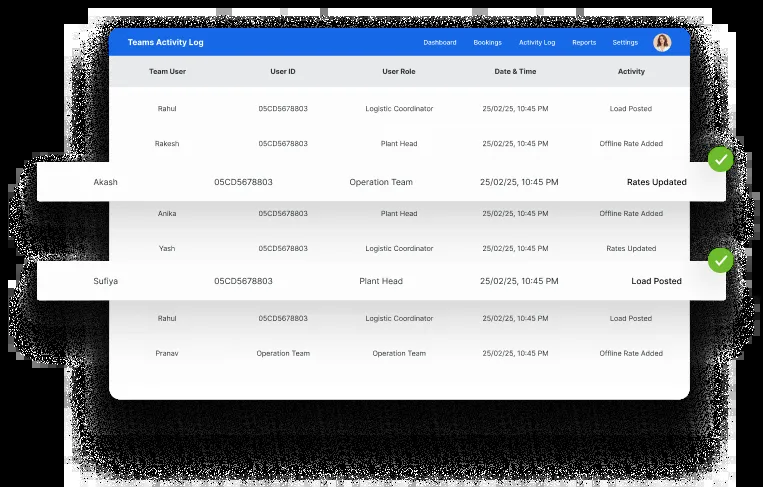 Teams Activity Log Dashboard Bookings Activity Log Reports Settings
Team User User ID User Role Date & Time Activity
Rahul 05CD5678803 Logistic Coordinator 25/02/25, 10:45 PM Load Posted
Rakesh 05CD5678803 Plant Head 25/02/25, 10:45 PM Offline Rate Added
Akash 05CD5678803 Operation Team 25/02/25, 10:45 PM Rates Updated
Anika 05CD5678803 Plant Head 25/02/25, 10:45 PM Offline Rate Added
Yash 05CD5678803 Logistic Coordinator 25/02/25, 10:45 PM Rates Updated
Sufiya 05CD5678803 Plant Head 25/02/25, 10:45 PM Load Posted
Rahul 05CD5678803 Logistic Coordinator 25/02/25, 10:45 PM Load Posted
Pranav Operation Team Operation Team 25/02/25, 10:45 PM Offline Rate Added